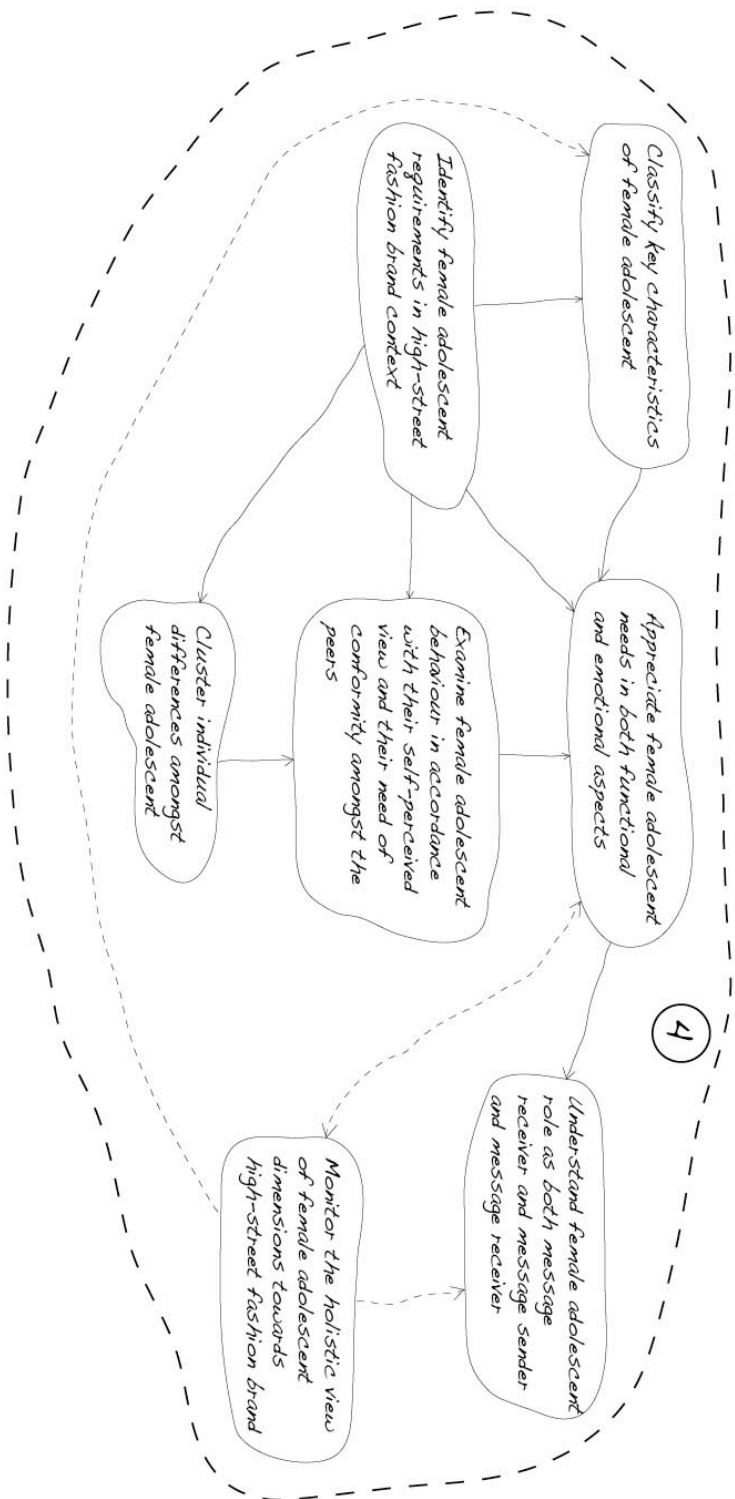 Classify key characteristics
of female adolescent
Appreciate female adolescent
needs in both functional
and emotional aspects
4
Understand female adolescent
role as both message
receiver and message sender
and message receiver
Identify female adolescent
requirements in high-street
fashion brand context
Examine female adolescent
behaviour in accordance
with their self-perceived
view and their need of
conformity amongst the
peers
Cluster individual
differences amongst
female adolescent
Monitor the holistic view
of female adolescent
dimensions towards
high-street fashion brand